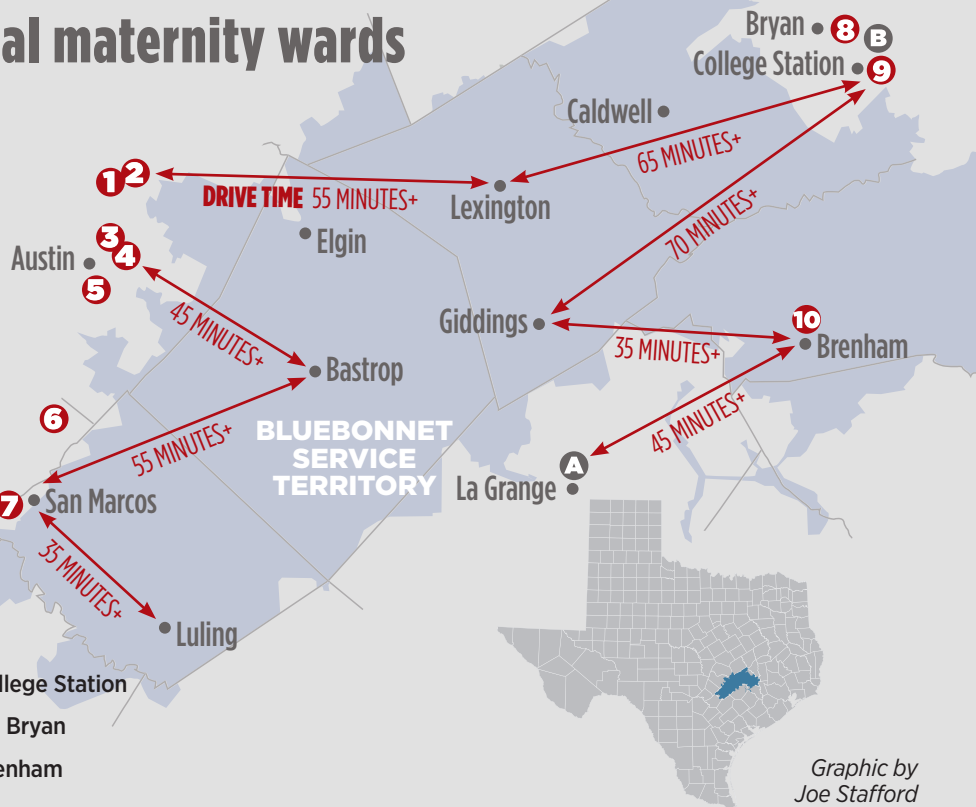 al maternity wards
Bryan
8
B
College Station
9
Caldwell
65 MINUTES+
1
2
DRIVE TIME 55 MINUTES+
Lexington
70 MINUTES+
3
Elgin
Austin
4
5
45 MINUTES+
Giddings
10
35 MINUTES+
Brenham
Bastrop
45 MINUTES+
6
55 MINUTES+
BLUEBONNET
SERVICE
TERRITORY
A
La Grange
7
San Marcos
35 MINUTES+
Luling
llege Station
Bryan
enham
Graphic by
Joe Stafford